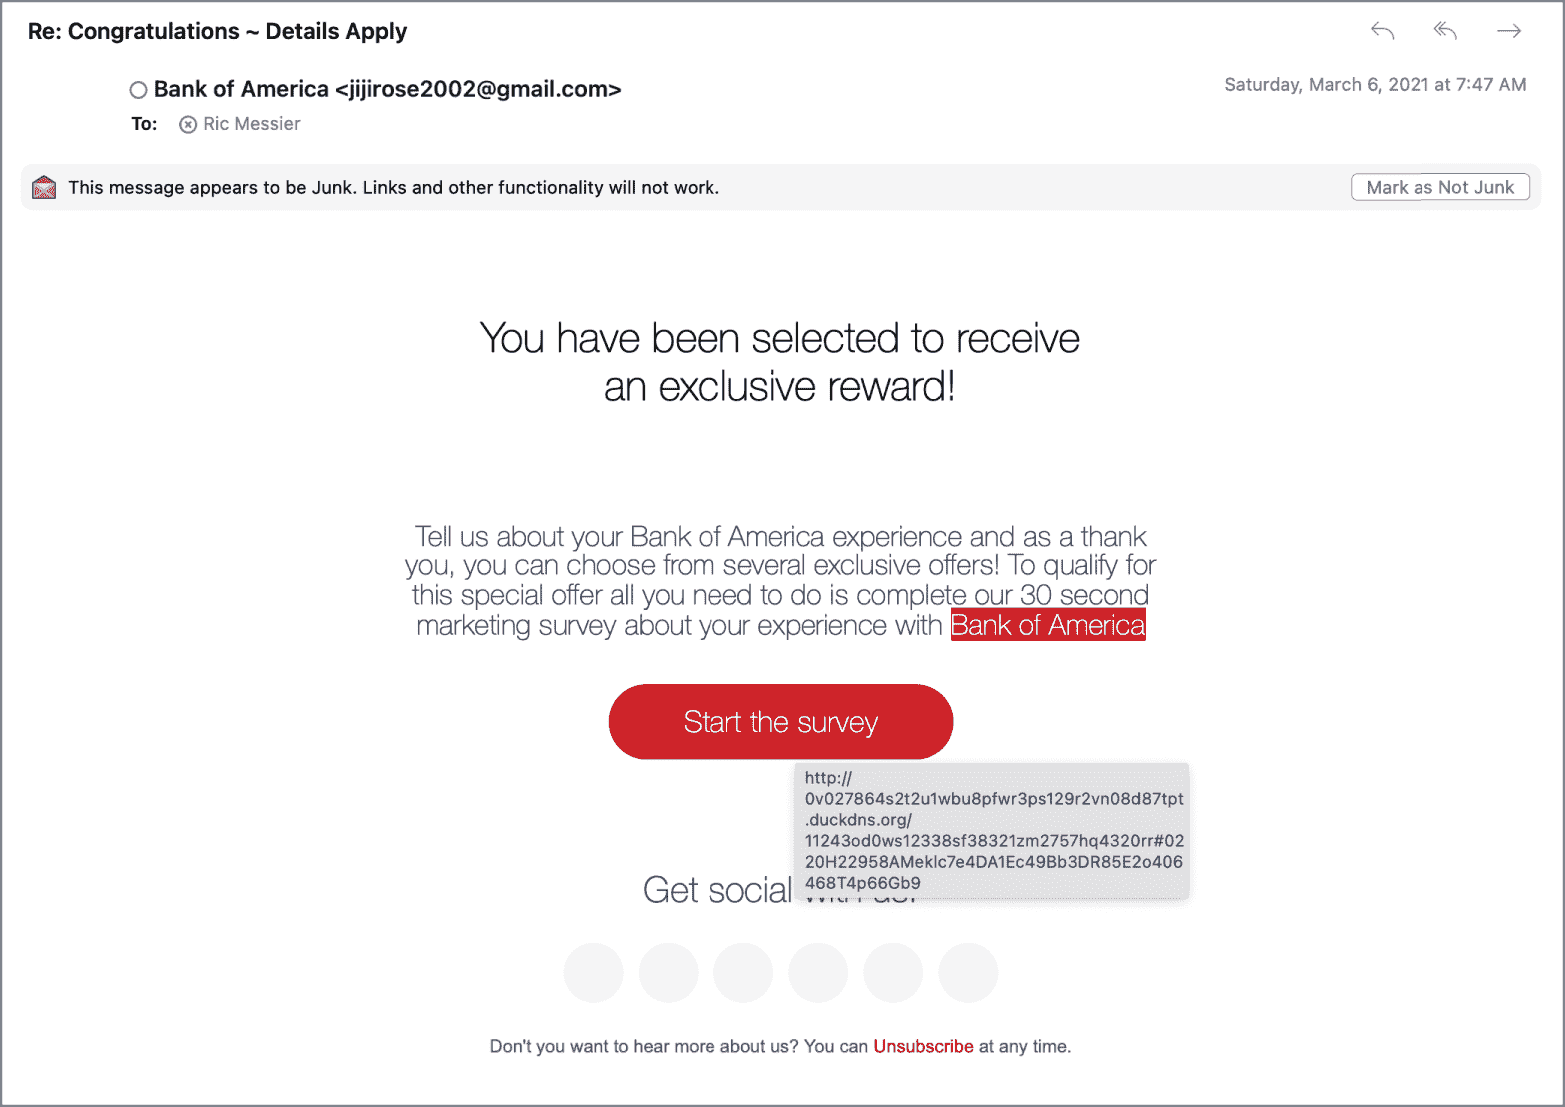 Re: Congratulations ~ Details Apply
Bank of America <jijirose2002@gmail.com>
Saturday, March 6, 2021 at 7:47 AM
To: Ric Messier
This message appears to be Junk. Links and other functionality will not work.
Mark as Not Junk
You have been selected to receive
an exclusive reward!
Tell us about your Bank of America experience and as a thank
you, you can choose from several exclusive offers! To qualify for
this special offer all you need to do is complete our 30 second
marketing survey about your experience with Bank of America
Start the survey
http://
0v027864s2t2u1wbu8pfwr3ps129r2vn08d87tpt
.duckdns.org/
11243od0ws12338sf38321zm2757hq4320rr#02
20H22958AMeklc7e4DA1Ec49Bb3DR85E2o406
468T4p66Gb9
Get social with us!
Don't you want to hear more about us? You can Unsubscribe at any time.